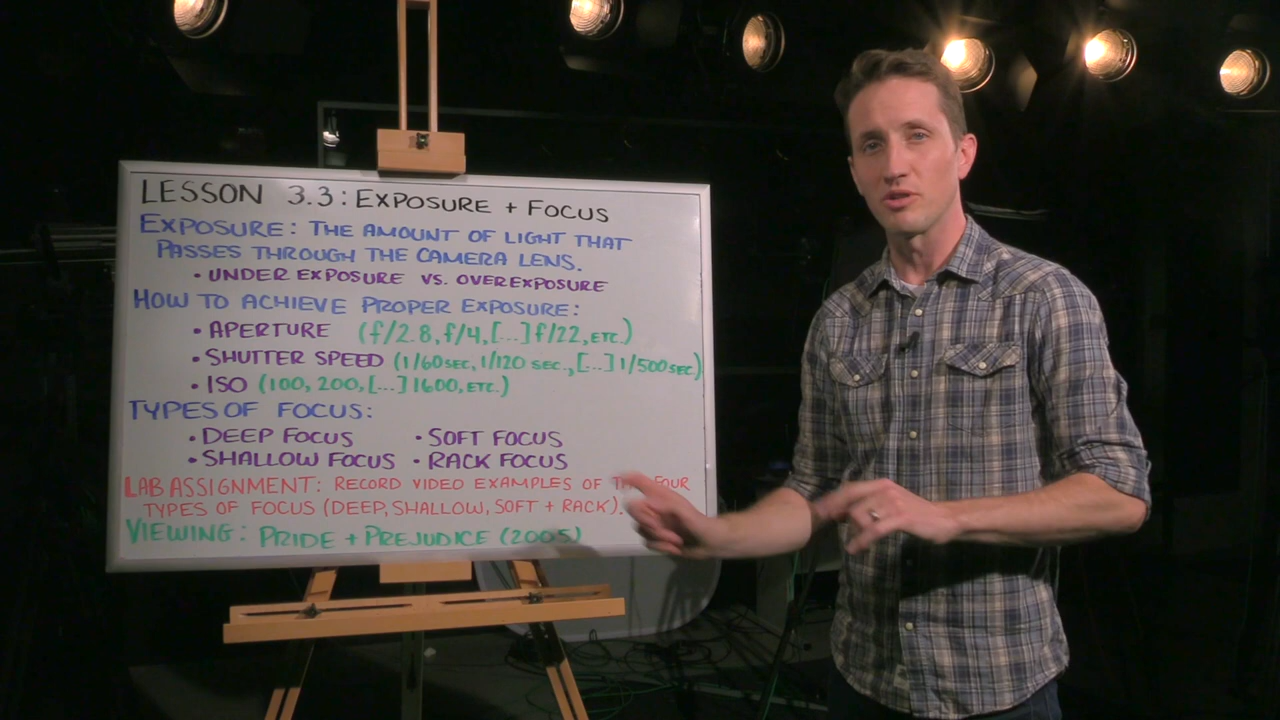 LESSON 3.3: EXPOSURE + FOCUS
EXPOSURE: THE AMOUNT OF LIGHT THAT
PASSES THROUGH THE CAMERA LENS.
• UNDER EXPOSURE VS. OVEREXPOSURE
HOW TO ACHIEVE PROPER EXPOSURE:
• APERTURE (f/2.8, f/4, [...] f/22, ETC.)
• SHUTTER SPEED (1/60 SEC, 1/120 SEC., [...] 1/500 SEC)
• ISO (100, 200, [...] 1600, ETC.)
TYPES OF FOCUS:
• DEEP FOCUS • SOFT FOCUS
• SHALLOW FOCUS • RACK FOCUS
LAB ASSIGNMENT: RECORD VIDEO EXAMPLES OF FOUR
TYPES OF FOCUS (DEEP, SHALLOW, SOFT + RACK).
VIEWING: PRIDE + PREJUDICE (2005)